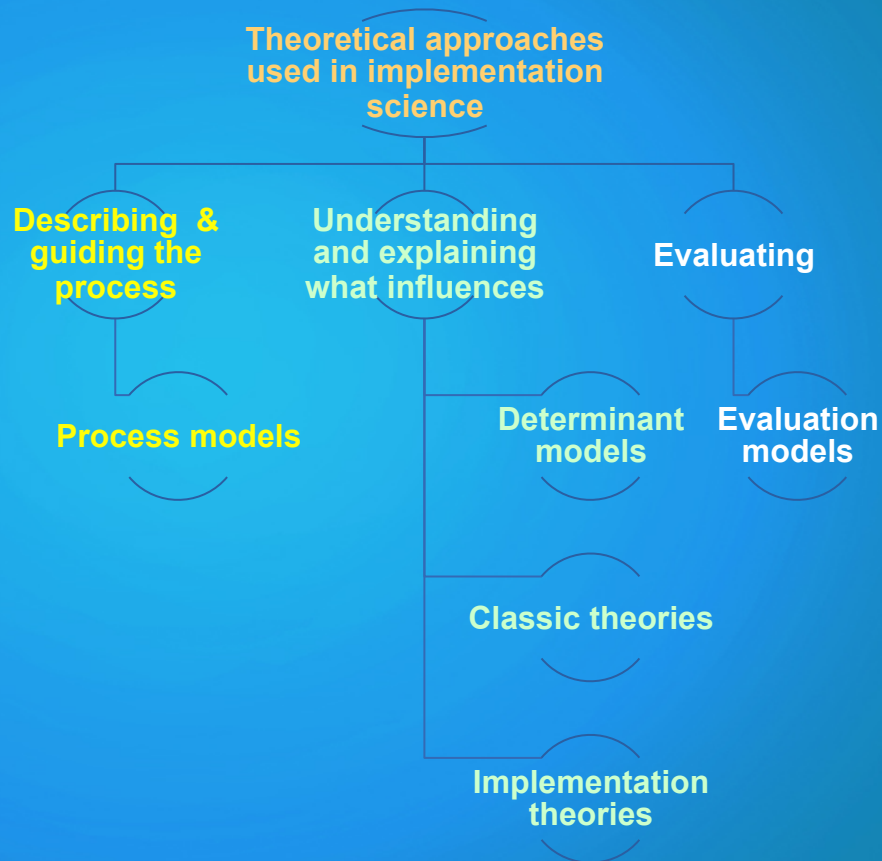 Theoretical approaches
used in implementation
science
Describing &
guiding the
process
Understanding
and explaining
what influences
Evaluating
Process models
Determinant
models
Evaluation
models
Classic theories
Implementation
theories